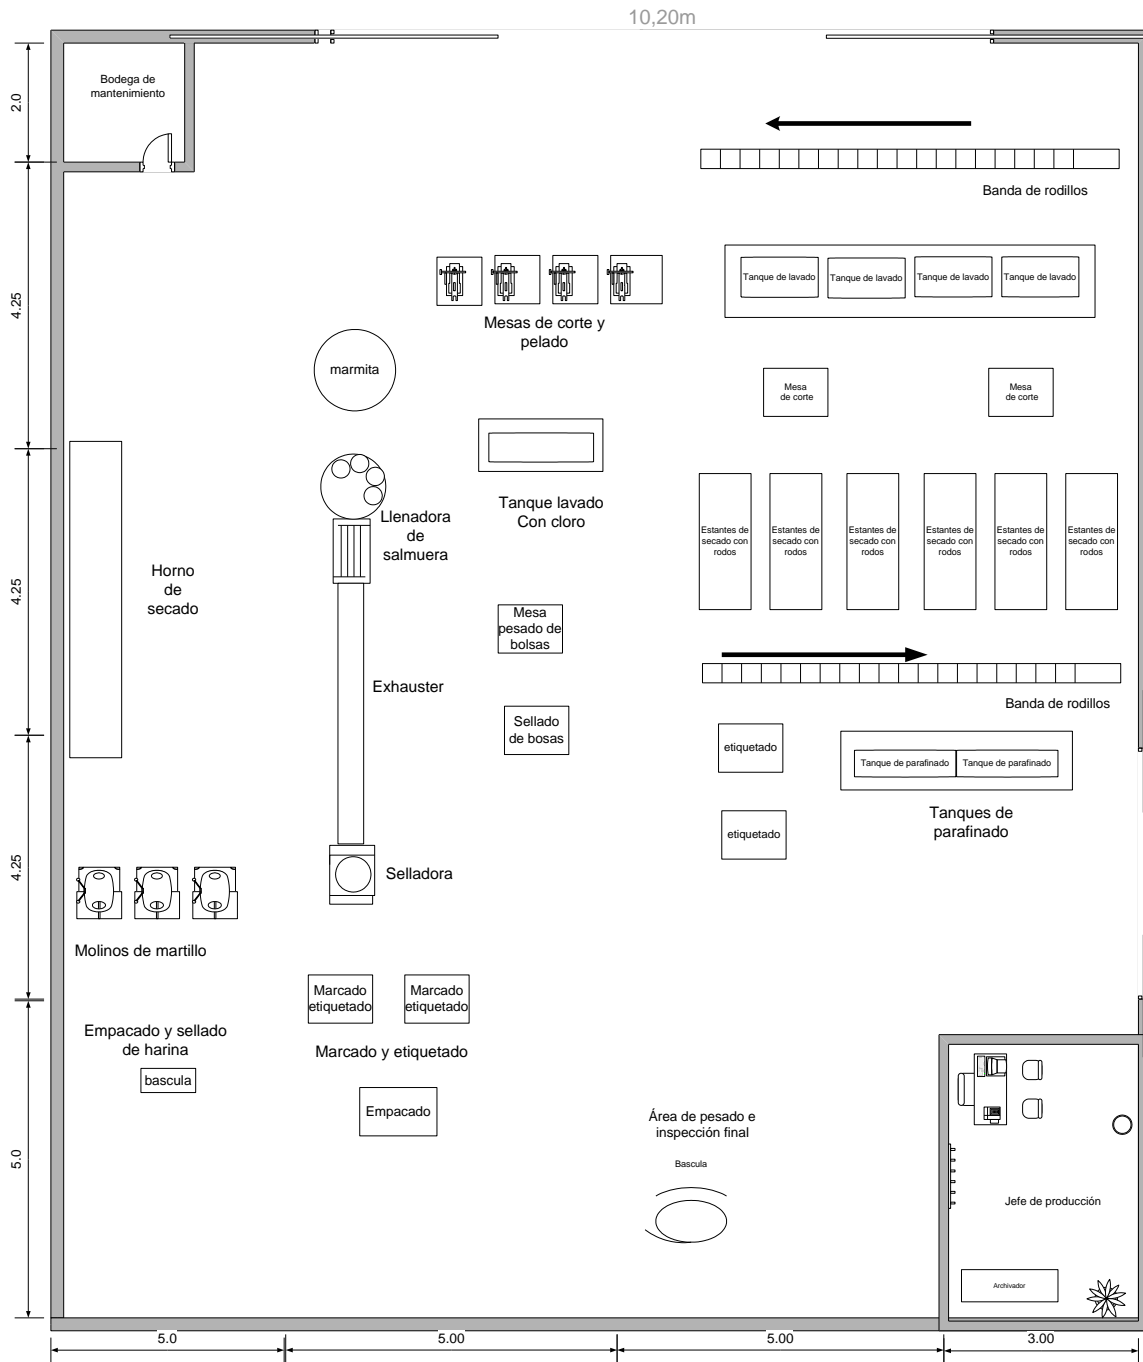 10,20m
Bodega de
mantenimiento
2.0
Banda de rodillos
4.25
Tanque de lavado
Tanque de lavado
Tanque de lavado
Tanque de lavado
Mesas de corte y
pelado
marmita
Mesa
de corte
Mesa
de corte
Tanque lavado
Con cloro
Llenadora
de
salmuera
Estantes de
secado con
rodos
Estantes de
secado con
rodos
Estantes de
secado con
rodos
Estantes de
secado con
rodos
Estantes de
secado con
rodos
Estantes de
secado con
rodos
4.25
Horno
de
secado
Mesa
pesado de
bolsas
Exhauster
Banda de rodillos
Sellado
de bosas
etiquetado
Tanque de parafinado
Tanque de parafinado
Tanques de
parafinado
etiquetado
4.25
Selladora
Molinos de martillo
Marcado
etiquetado
Marcado
etiquetado
Empacado y sellado
de harina
Marcado y etiquetado
bascula
Empacado
Área de pesado e
inspección final
Bascula
5.0
Jefe de producción
Archivador
5.0
5.00
5.00
3.00